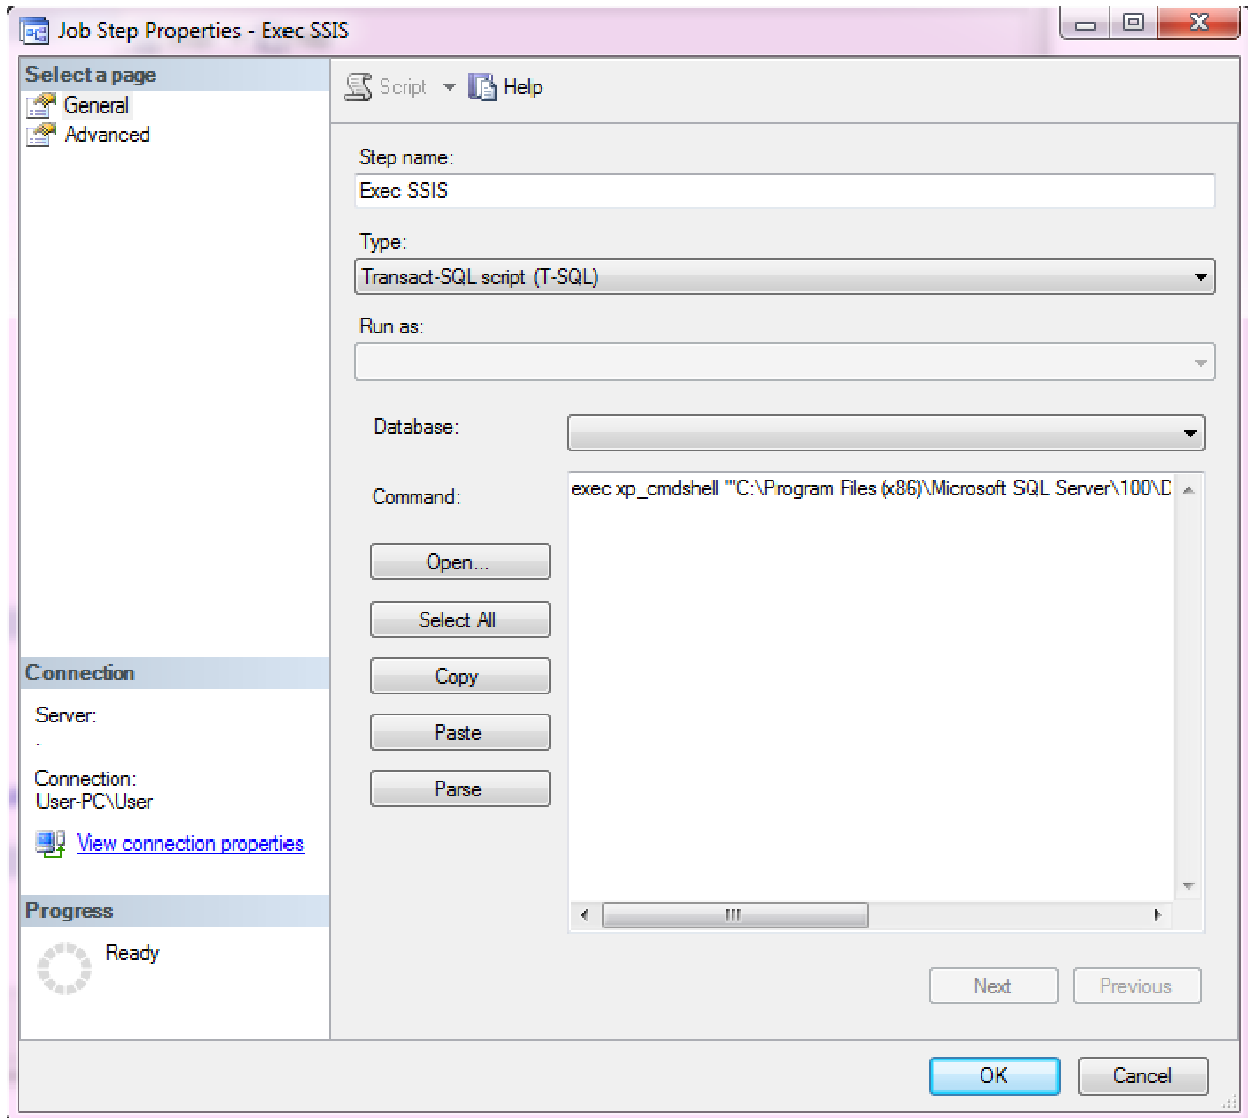 Job Step Properties - Exec SSIS
Select a page
General
Advanced
Script
Help
Step name:
Exec SSIS
Type:
Transact-SQL script (T-SQL)
Run as:
Database:
Command:
exec xp_cmdshell '"C:\Program Files (x86)\Microsoft SQL Server\100\D
Open...
Select All
Copy
Paste
Parse
Connection
Server:
.
Connection:
User-PC\User
View connection properties
Progress
Ready
Next
Previous
OK
Cancel